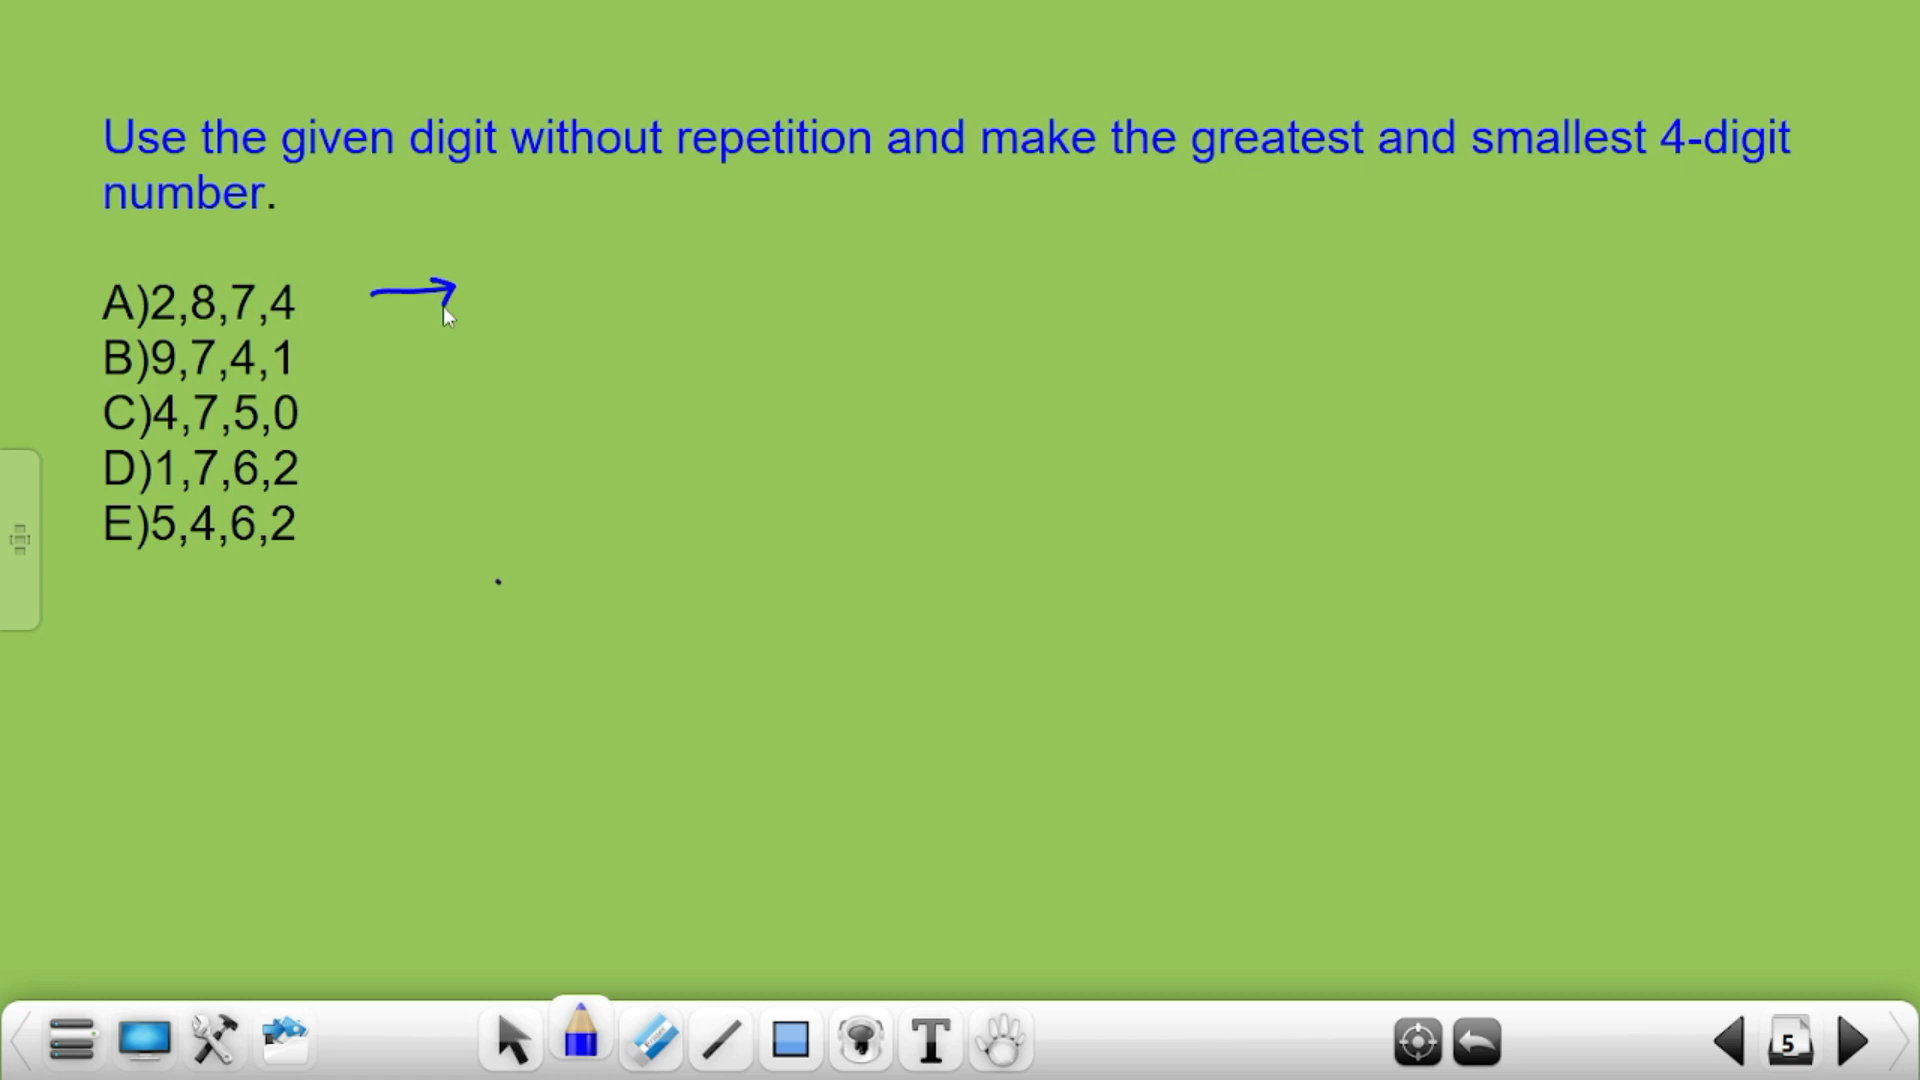 Use the given digit without repetition and make the greatest and smallest 4-digit
number.
A)2,8,7,4
B)9,7,4,1
C)4,7,5,0
D)1,7,6,2
E)5,4,6,2
T
5